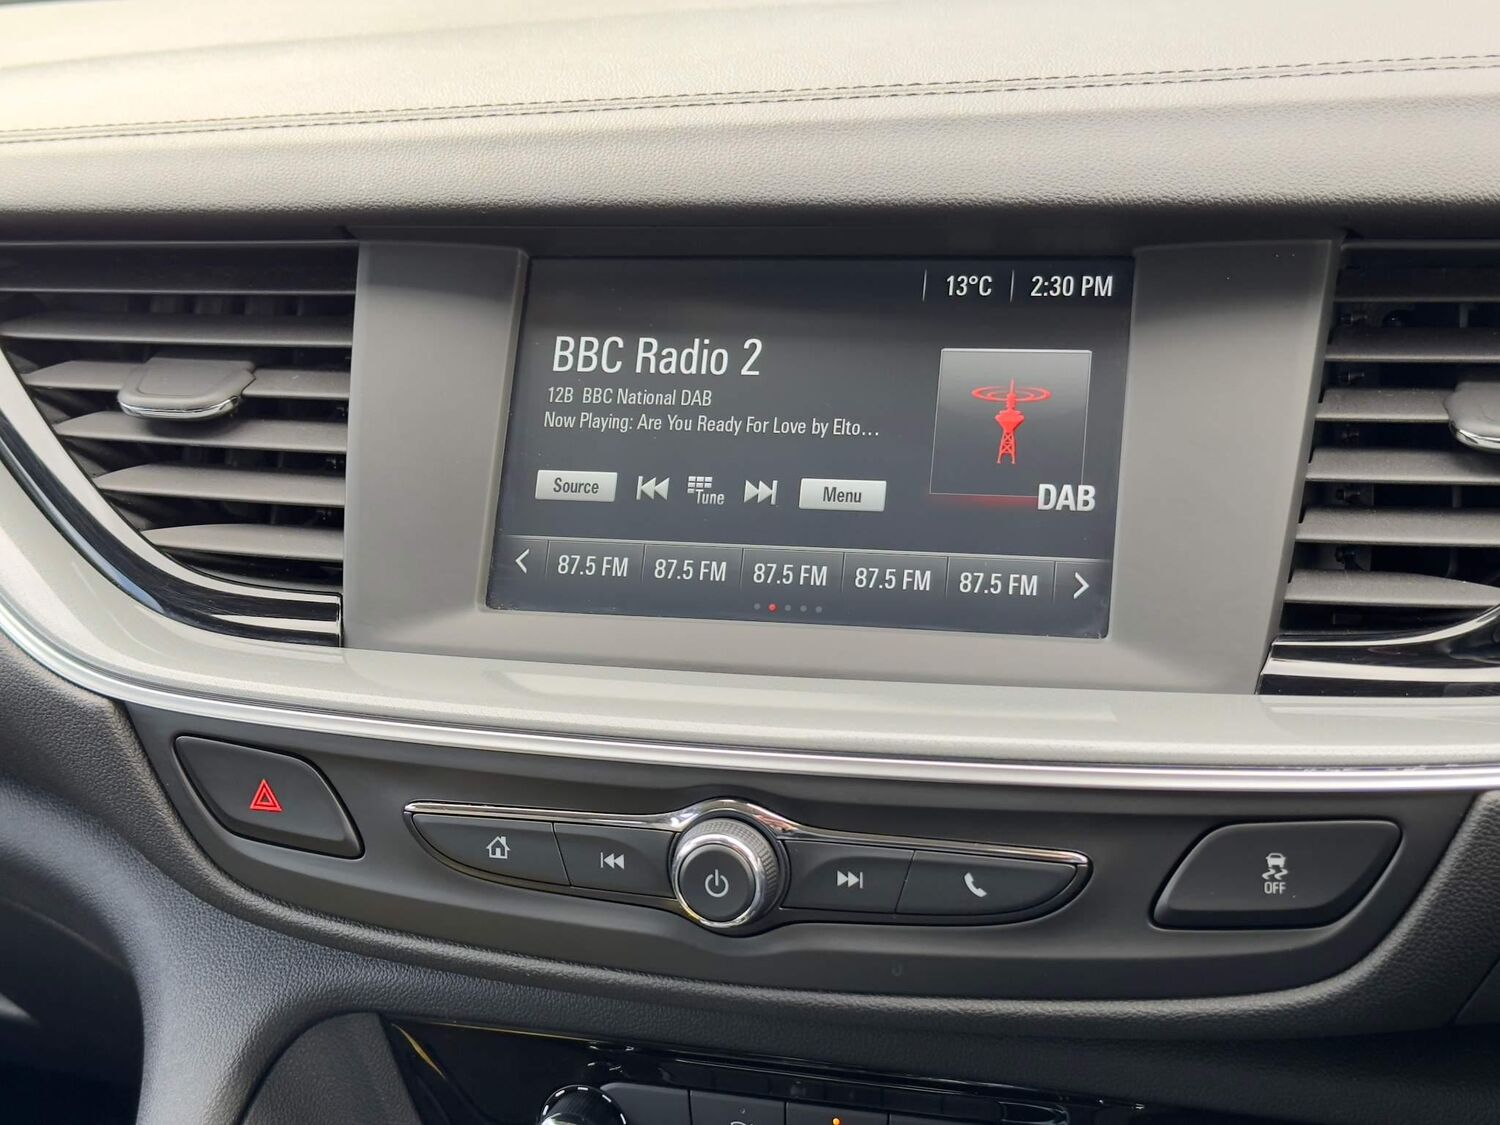 13°C 2:30 PM
BBC Radio 2
12B BBC National DAB
Now Playing: Are You Ready For Love by Elto...
Source Tune Menu
DAB
87.5 FM 87.5 FM 87.5 FM 87.5 FM 87.5 FM
OFF